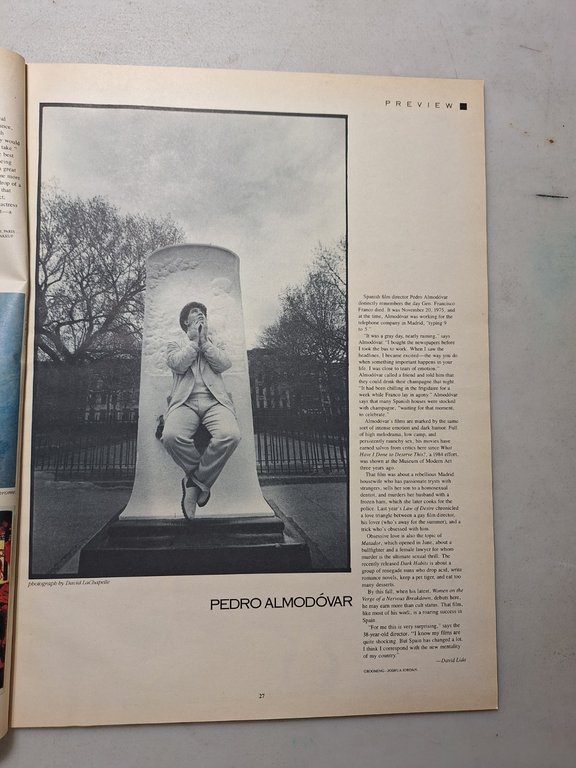 PREVIEW
Spanish film director Pedro Almodóvar
distinctly remembers the day Gen. Francisco
Franco died. It was November 20, 1975, and
at the time, Almodóvar was working for the
telephone company in Madrid, "typing 9
to 5."
"It was a gray day, nearly raining," says
Almodóvar. "I bought the newspapers before
I took the bus to work. When I saw the
headlines, I became excited—the way you do
when something important happens in your
life. I was close to tears of emotion."
Almodóvar called a friend and told him that
they could drink their champagne that night.
"It had been chilling in the frigidaire for a
week while Franco lay in agony." Almodóvar
says that many Spanish houses were stocked
with champagne, "waiting for that moment,
to celebrate."
Almodovar's films are marked by the same
sort of intense emotion and dark humor. Full
of high melodrama, low camp, and
persistently raunchy sex, his movies have
earned salvos from critics here since What
Have I Done to Deserve This?, a 1984 effort,
was shown at the Museum of Modern Art
three years ago.
That film was about a rebellious Madrid
housewife who has passionate trysts with
strangers, sells her son to a homosexual
dentist, and murders her husband with a
frozen ham, which she later cooks for the
police. Last year's Law of Desire chronicled
a love triangle between a gay film director,
his lover (who's away for the summer), and a
trick who's obsessed with him.
Obsessive love is also the topic of
Matador, which opened in June, about a
bullfighter and a female lawyer for whom
murder is the ultimate sexual thrill. The
recently released Dark Habits is about a
group of renegade nuns who drop acid, write
romance novels, keep a pet tiger, and eat too
many desserts.
By this fall, when his latest, Women on the
Verge of a Nervous Breakdown, debuts here,
he may earn more than cult status. That film,
like most of his work, is a roaring success in
Spain.
"For me this is very surprising," says the
38-year-old director. "I know my films are
quite shocking. But Spain has changed a lot.
I think I correspond with the new mentality
of my country."
—David Lida
GROOMING—JOSHUA JORDAN
photograph by David LaChapelle
PEDRO ALMODÓVAR
27